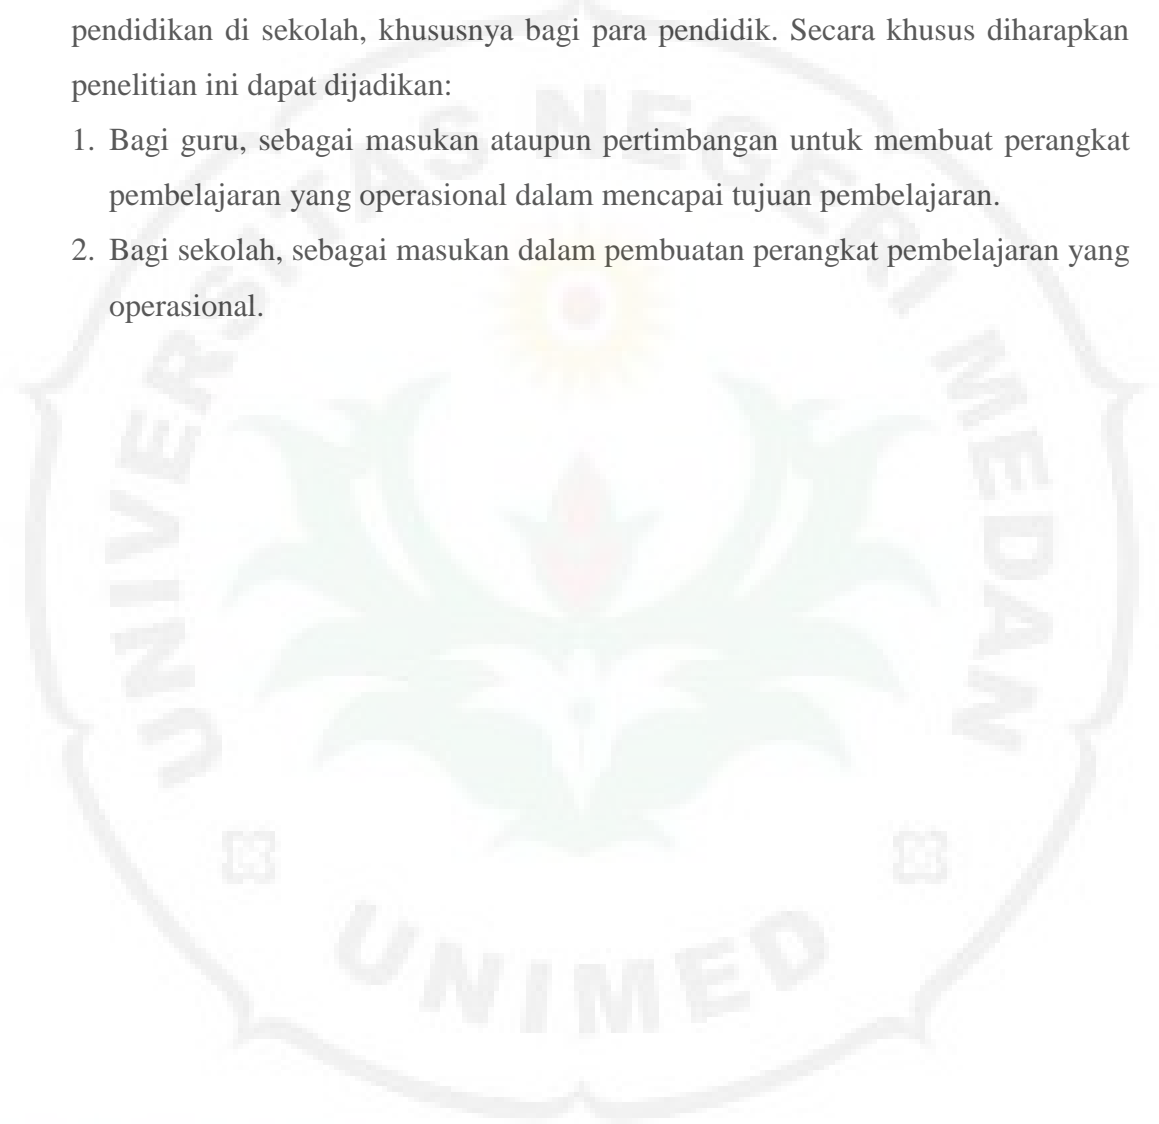 pendidikan di sekolah, khususnya bagi para pendidik. Secara khusus diharapkan
penelitian ini dapat dijadikan:
1. Bagi guru, sebagai masukan ataupun pertimbangan untuk membuat perangkat
pembelajaran yang operasional dalam mencapai tujuan pembelajaran.
2. Bagi sekolah, sebagai masukan dalam pembuatan perangkat pembelajaran yang
operasional.
UNIVERSITAS NEGERI MEDAN
UNIMED